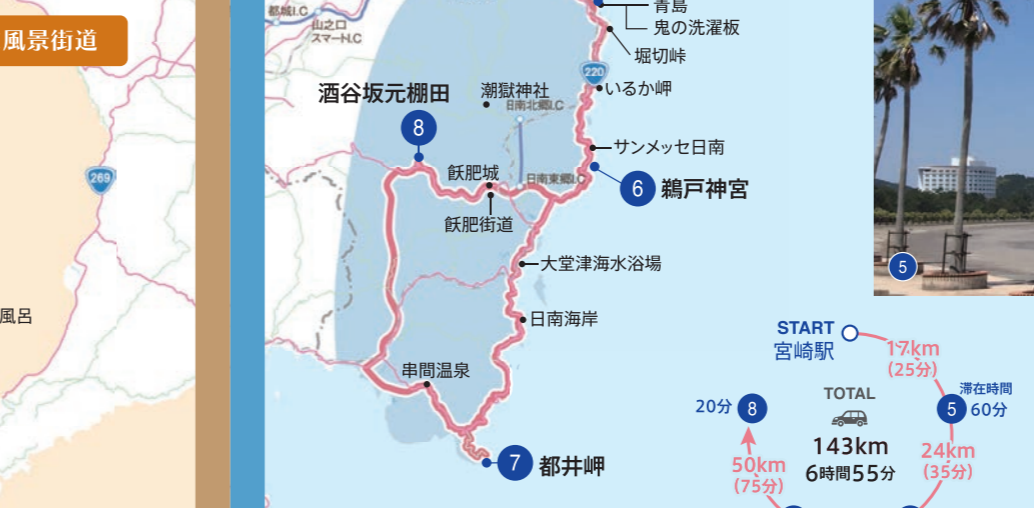 風景街道
269
風呂
都城I.C
山之口
スマートI.C
青島
鬼の洗濯板
堀切峠
220
いるか岬
酒谷坂元棚田
8
潮嶽神社
日南北郷I.C
サンメッセ日南
飫肥城
日南東郷I.C
6 鵜戸神宮
飫肥街道
大堂津海水浴場
日南海岸
串間温泉
7 都井岬
5
START
宮崎駅
17km
(25分)
滞在時間
5 60分
24km
(35分)
TOTAL
143km
6時間55分
20分 8
50km
(75分)